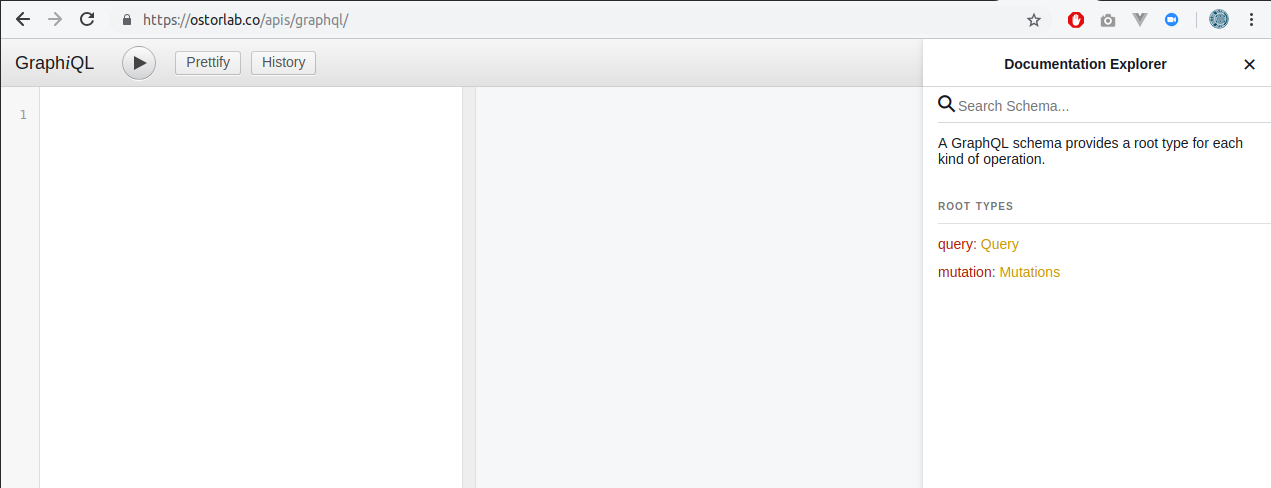 https://ostorlab.co/apis/graphql/
GraphiQL
Prettify
History
Documentation Explorer
1
Search Schema...
A GraphQL schema provides a root type for each
kind of operation.
ROOT TYPES
query: Query
mutation: Mutations